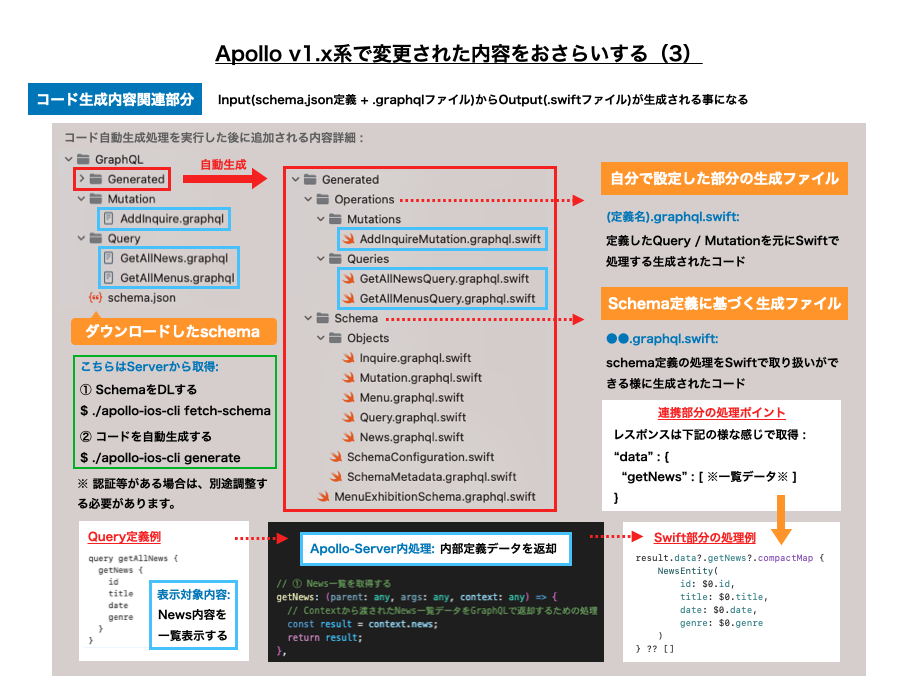 Apollo v1.x系で変更された内容をおさらいする（3）
コード生成内容関連部分
Input(schema.json定義 + .graphqlファイル)からOutput(.swiftファイル)が生成される事になる
コード自動生成処理を実行した後に追加される内容詳細：
GraphQL
Generated
Mutation
AddInquire.graphql
Query
GetAllNews.graphql
GetAllMenus.graphql
schema.json
自動生成
ダウンロードしたschema
こちらはServerから取得:
① SchemaをDLする
$ ./apollo-ios-cli fetch-schema
② コードを自動生成する
$ ./apollo-ios-cli generate
※ 認証等がある場合は、別途調整す
る必要があります。
Generated
Operations
Mutations
AddInquireMutation.graphql.swift
Queries
GetAllNewsQuery.graphql.swift
GetAllMenusQuery.graphql.swift
Schema
Objects
Inquire.graphql.swift
Mutation.graphql.swift
Menu.graphql.swift
Query.graphql.swift
News.graphql.swift
SchemaConfiguration.swift
SchemaMetadata.graphql.swift
MenuExhibitionSchema.graphql.swift
自分で設定した部分の生成ファイル
(定義名).graphql.swift:
定義したQuery / Mutationを元にSwiftで
処理する生成されたコード
Schema定義に基づく生成ファイル
●●.graphql.swift:
schema定義の処理をSwiftで取り扱いがで
きる様に生成されたコード
連携部分の処理ポイント
レスポンスは下記の様な感じで取得：
“data” : {
“getNews” : [ ※一覧データ※ ]
}
Query定義例
query getAllNews {
getNews {
id
title
date
genre
}
}
表示対象内容:
News内容を
一覧表示する
Apollo-Server内処理: 内部定義データを返却
// ① News一覧を取得する
getNews: (parent: any, args: any, context: any) => {
// Contextから渡されたNews一覧データをGraphQLで返却するための処理
const result = context.news;
return result;
},
Swift部分の処理例
result.data?.getNews?.compactMap {
NewsEntity(
id: $0.id,
title: $0.title,
date: $0.date,
genre: $0.genre
)
} ?? []